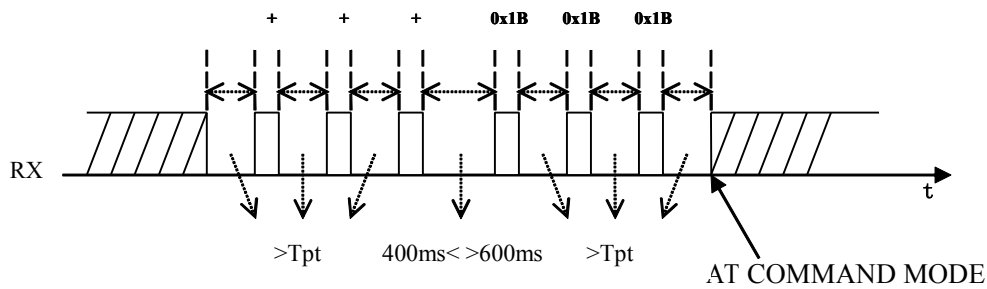 + + + 0x1B 0x1B 0x1B
RX
t
>Tpt 400ms< >600ms >Tpt
AT COMMAND MODE